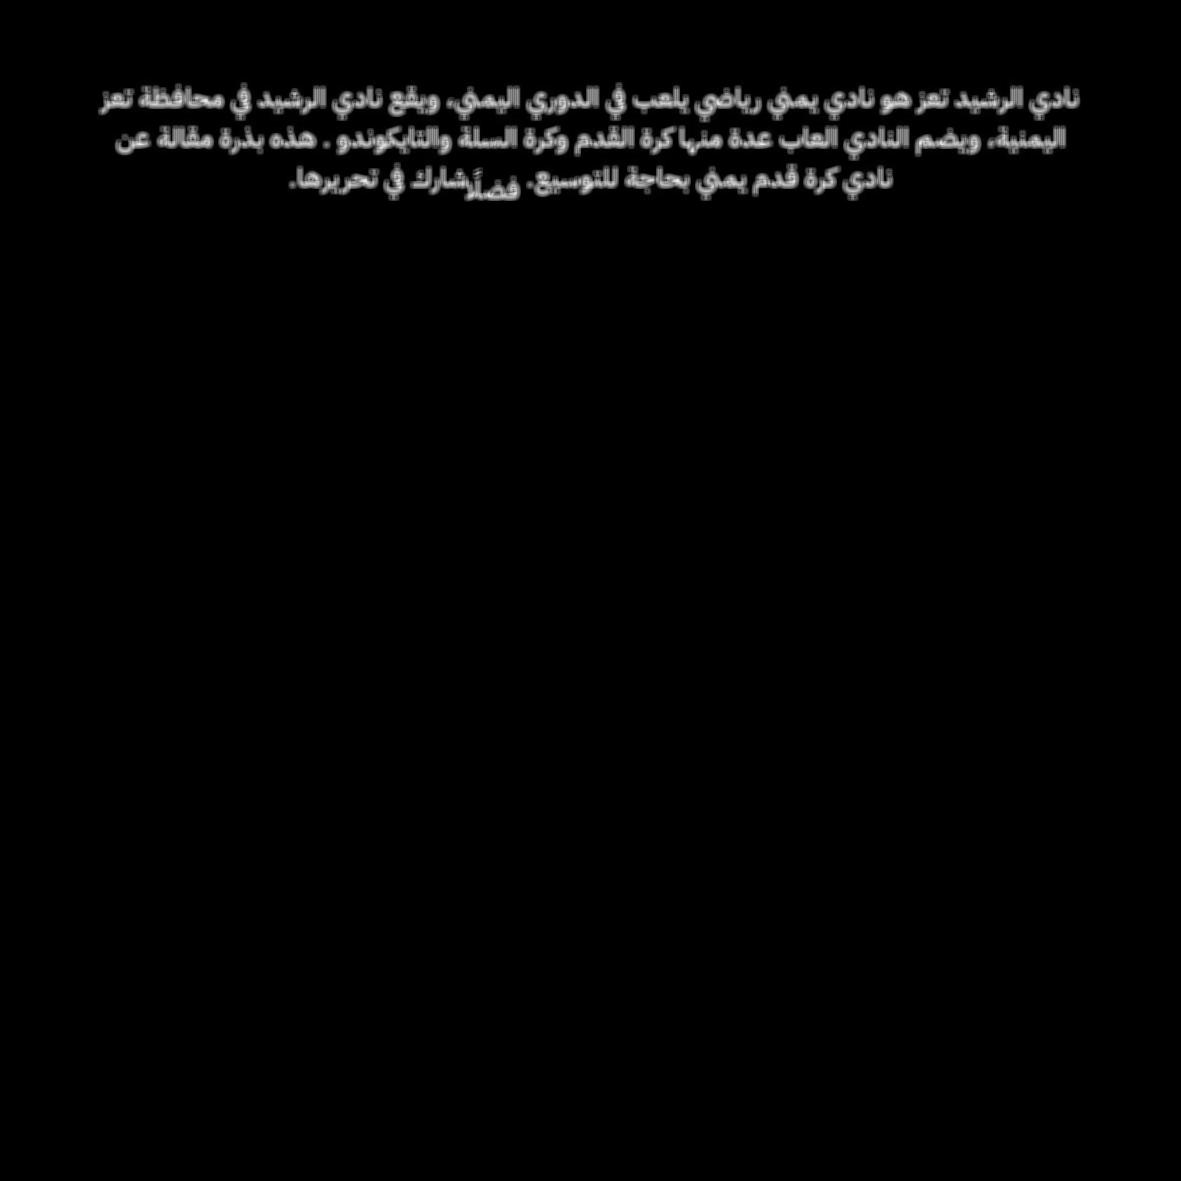 نادي الرشيد تعز هو نادي يمني رياضي يلعب في الدوري اليمني، ويقع نادي الرشيد في محافظة تعز
اليمنية، ويضم النادي العاب عدة منها كرة القدم وكرة السلة والتايكوندو . هذه بذرة مقالة عن
نادي كرة قدم يمني بحاجة للتوسيع. فضلًا شارك في تحريرها.